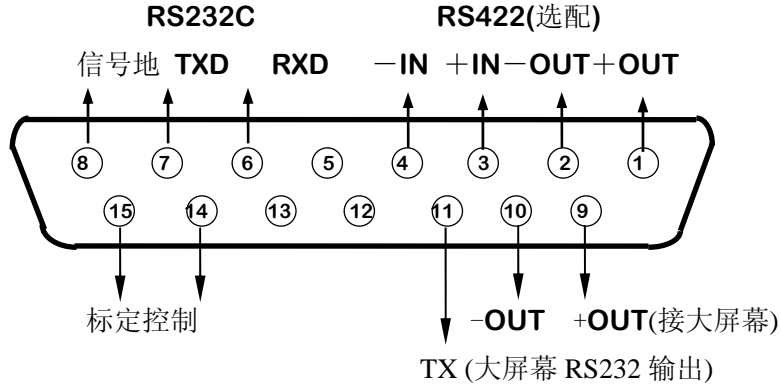 RS232C RS422(选配)
信号地 TXD RXD －IN ＋IN－OUT＋OUT
8 7 6 5 4 3 2 1
15 14 13 12 11 10 9
标定控制 -OUT +OUT(接大屏幕)
TX (大屏幕 RS232 输出)